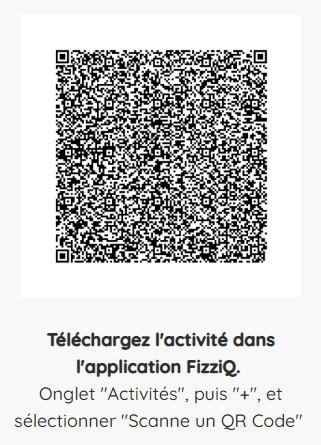 Téléchargez l'activité dans
l'application FizziQ.
Onglet "Activités", puis "+", et
sélectionner "Scanne un QR Code"